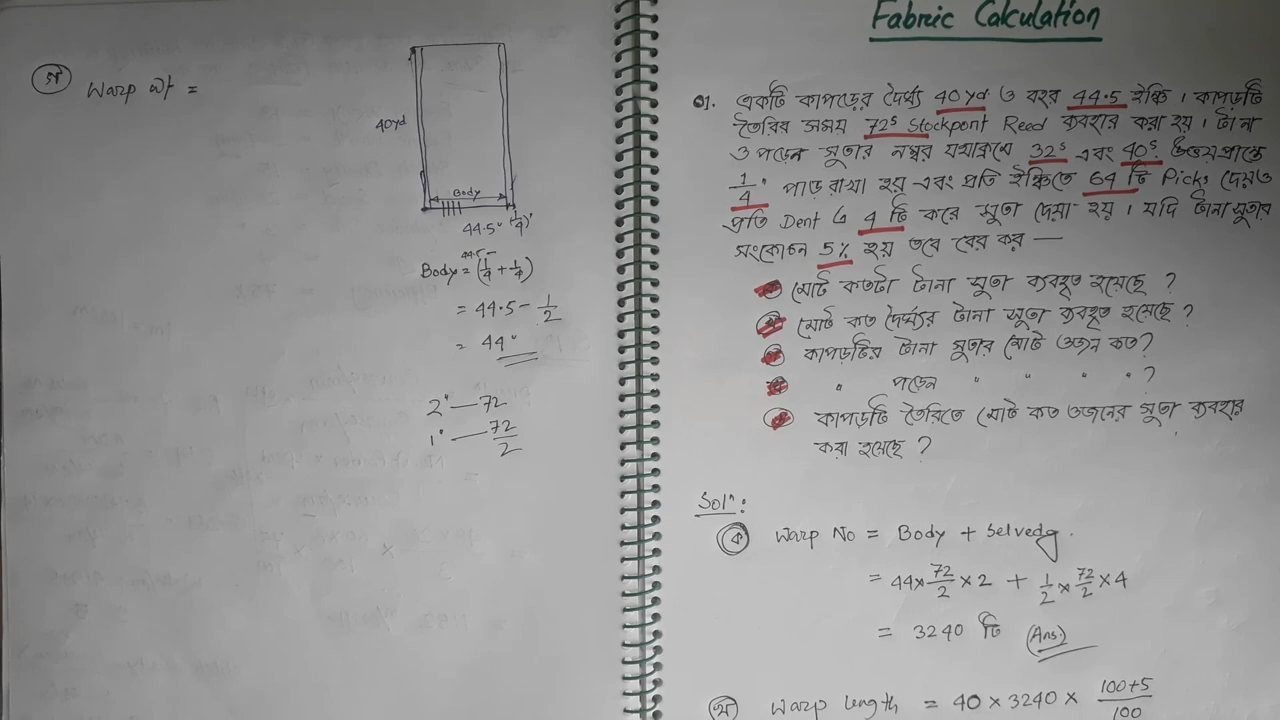 গ Warp wt =
40yd
Body
44.5" (1/4)"
44.5 -
Body = (1/4 + 1/4)
= 44.5 - 1/2
= 44"
2" — 72
1" — 72/2
Fabric Calculation
01. একটি কাপড়ের দৈর্ঘ্য 40 yd ও বহর 44.5 ইঞ্চি। কাপড়টি
তৈরির সময় 72s Stockport Reed ব্যবহার করা হয়। টানা
ও পড়েন সুতার নম্বর যথাক্রমে 32s এবং 40s উভয়প্রান্তে
1/4" পাড় রাখা হয় এবং প্রতি ইঞ্চিতে 64 টি Picks দেয়ও
প্রতি Dent এ 4 টি করে সুতা দেয়া হয়। যদি টানা সুতার
সংকোচন 5% হয় তবে বের কর —
মোট কতটা টানা সুতা ব্যবহৃত হয়েছে ?
মোট কত দৈর্ঘ্যের টানা সুতা ব্যবহৃত হয়েছে ?
কাপড়টির টানা সুতার মোট ওজন কত?
" পড়েন " " " " ?
কাপড়টি তৈরিতে মোট কত ওজনের সুতা ব্যবহার
করা হয়েছে ?
Solⁿ:
ক Warp No = Body + Selvedg.
= 44 × 72/2 × 2 + 1/2 × 72/2 × 4
= 3240 টি (Ans:)
খ Warp Length = 40 × 3240 × (100+5)/100